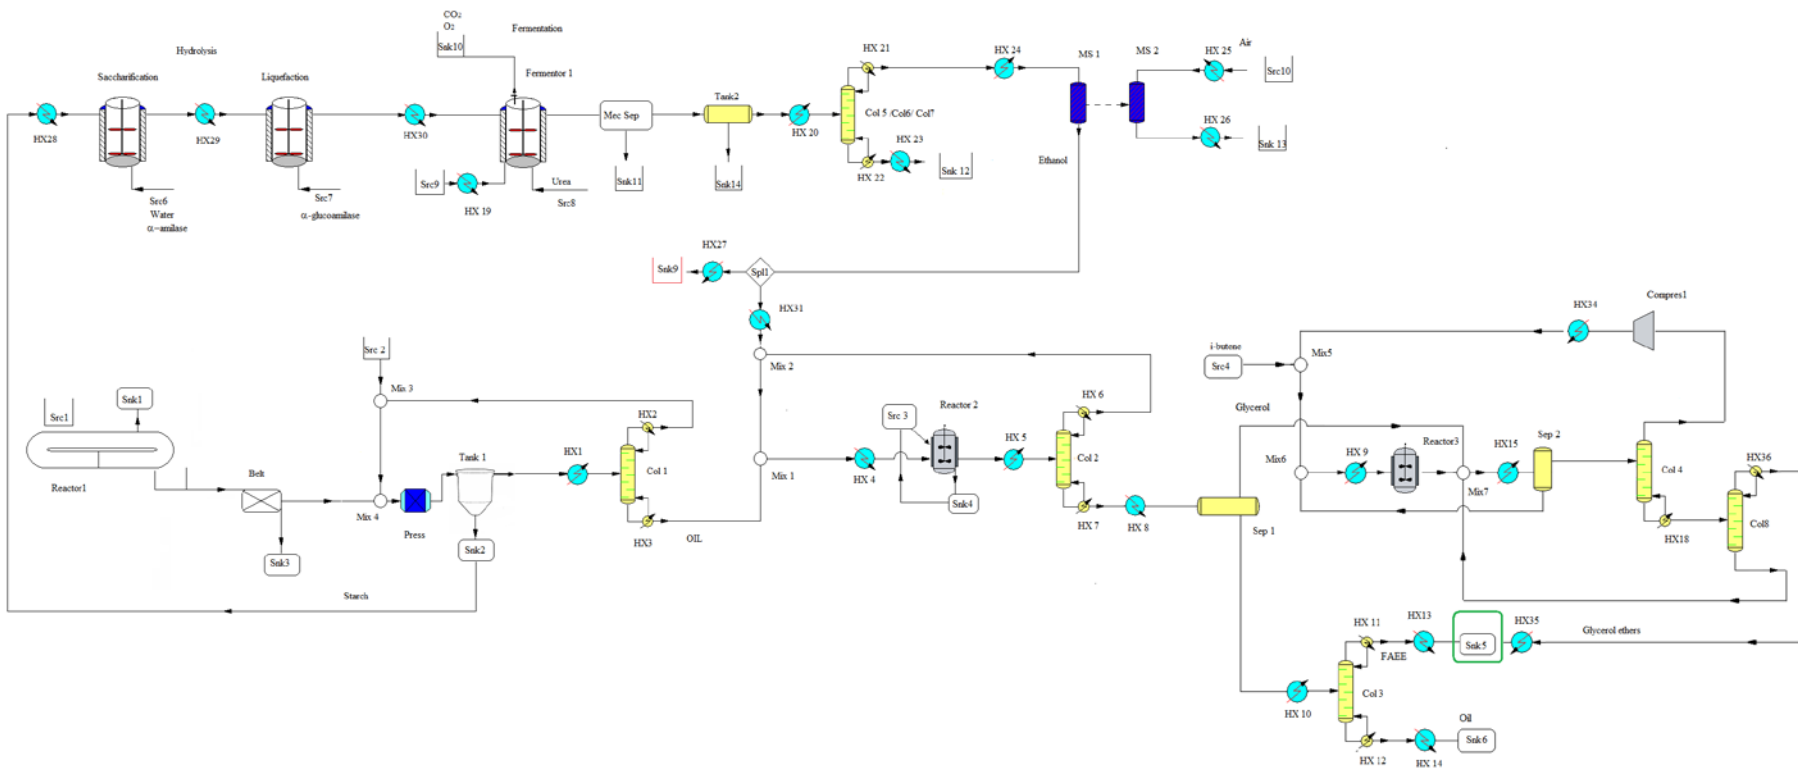 CO2
O2
Snk10
Fermentation
Hydrolysis
Saccharification
Liquefaction
Fermentor 1
HX28
HX29
HX30
Mec Sep
Tank2
HX 20
HX 21
Col 5 /Col6/ Col7
HX 22
HX 23
Snk 12
HX 24
MS 1
MS 2
HX 25
Air
Src10
HX 26
Snk 13
Ethanol
Src6
Water
α-amilase
Src7
α-glucoamilase
Src9
HX 19
Urea
Src8
Snk11
Snk14
Snk9
HX27
Spl1
HX31
Mix 2
Src 2
Mix 3
Snk1
Src1
Reactor1
Belt
Snk3
Mix 4
Press
Tank 1
Snk2
Starch
HX1
HX2
Col 1
HX3
OIL
Mix 1
HX 4
Src 3
Reactor 2
Snk4
HX 5
HX 6
Col 2
HX 7
HX 8
Sep 1
Glycerol
i-butene
Src4
Mix5
HX34
Compres1
Mix6
HX 9
Reactor3
Mix7
HX15
Sep 2
Col 4
HX18
HX36
Col8
HX 10
HX 11
FAEE
HX13
Snk5
HX35
Glycerol ethers
Col 3
HX 12
HX 14
Oil
Snk6